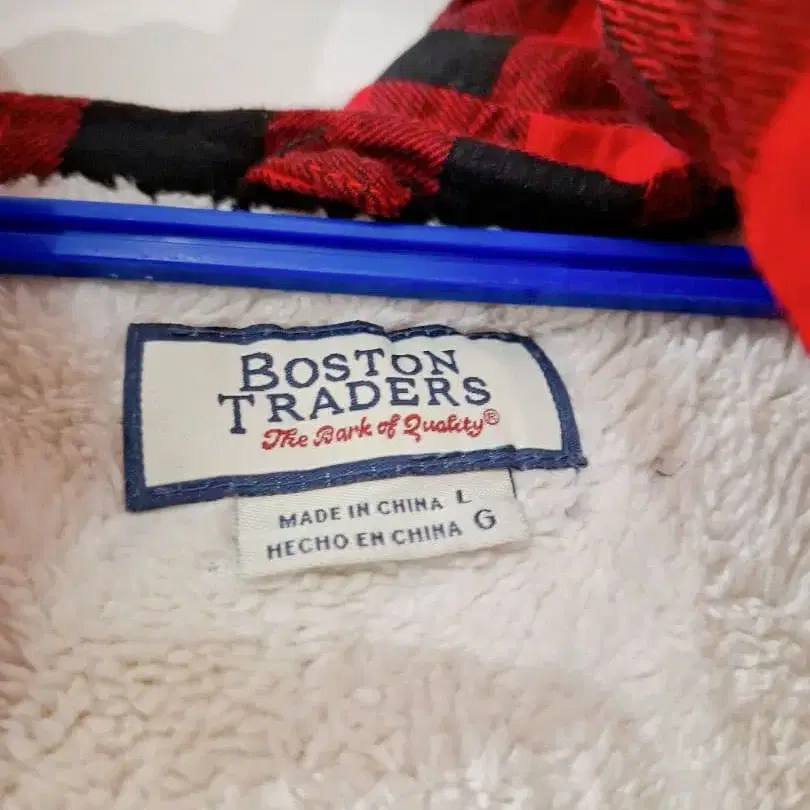 BOSTON
TRADERS
The Bark of Quality®
MADE IN CHINA L
HECHO EN CHINA G